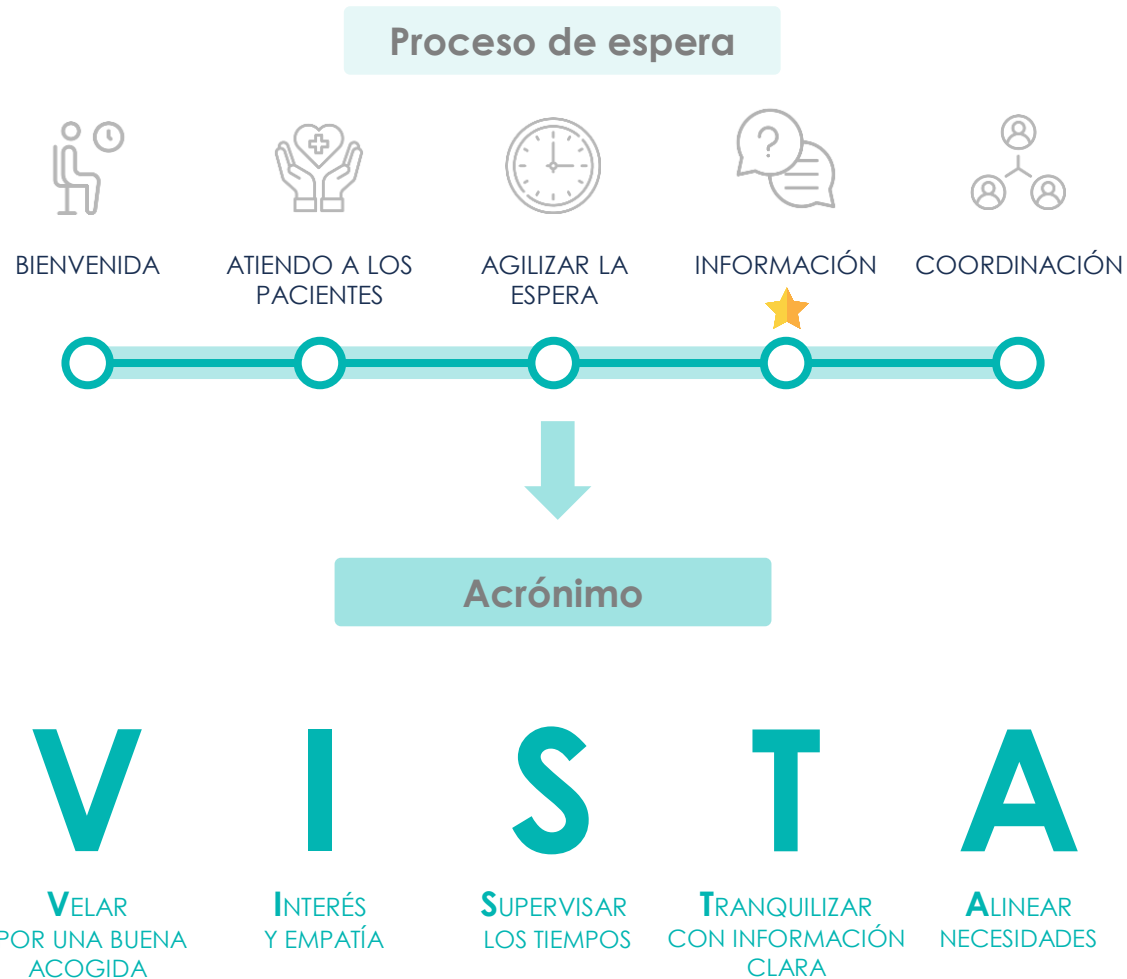 Proceso de espera
BIENVENIDA
ATIENDO A LOS
PACIENTES
AGILIZAR LA
ESPERA
INFORMACIÓN
COORDINACIÓN
?
Acrónimo
V I S T A
VELAR
POR UNA BUENA
ACOGIDA
INTERÉS
Y EMPATÍA
SUPERVISAR
LOS TIEMPOS
TRANQUILIZAR
CON INFORMACIÓN
CLARA
ALINEAR
NECESIDADES